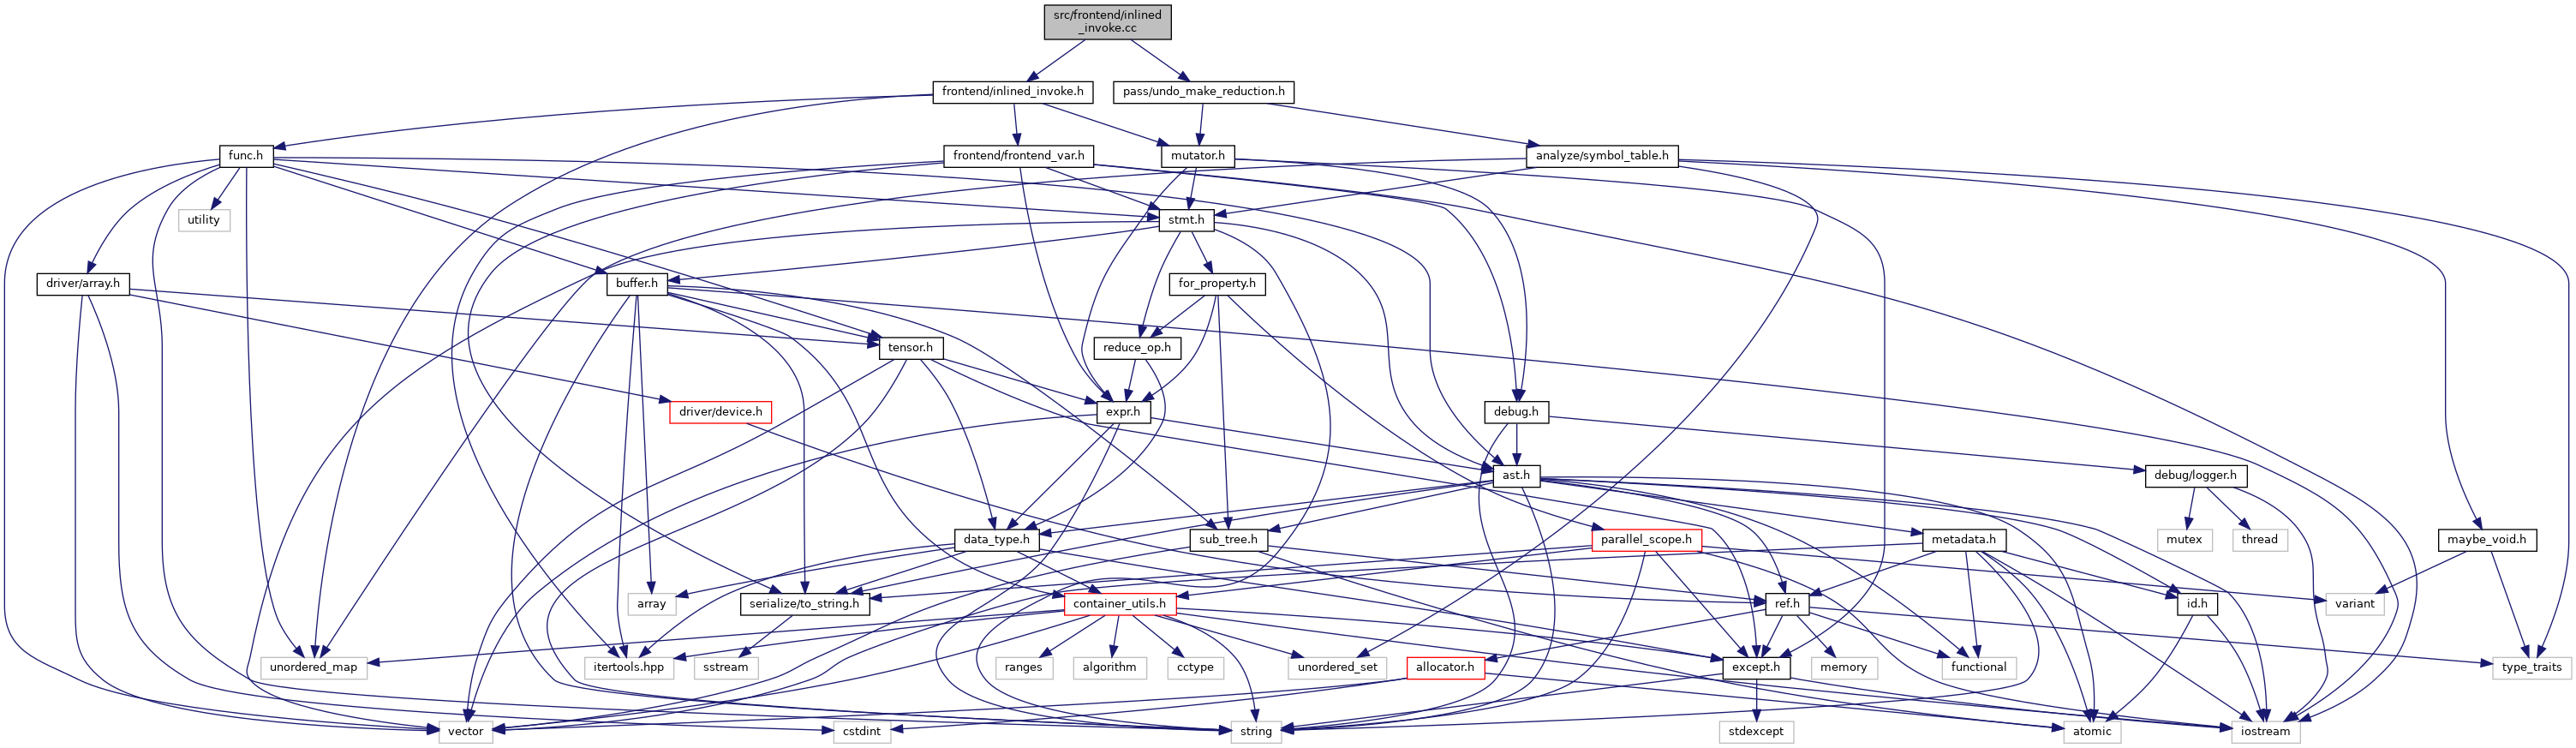 src/frontend/inlined
_invoke.cc
frontend/inlined_invoke.h
pass/undo_make_reduction.h
func.h
frontend/frontend_var.h
mutator.h
analyze/symbol_table.h
utility
stmt.h
driver/array.h
buffer.h
for_property.h
tensor.h
reduce_op.h
driver/device.h
expr.h
debug.h
ast.h
debug/logger.h
data_type.h
sub_tree.h
parallel_scope.h
metadata.h
mutex
thread
maybe_void.h
array
serialize/to_string.h
container_utils.h
ref.h
id.h
variant
unordered_map
itertools.hpp
sstream
ranges
algorithm
cctype
unordered_set
allocator.h
except.h
memory
functional
type_traits
vector
cstdint
string
stdexcept
atomic
iostream